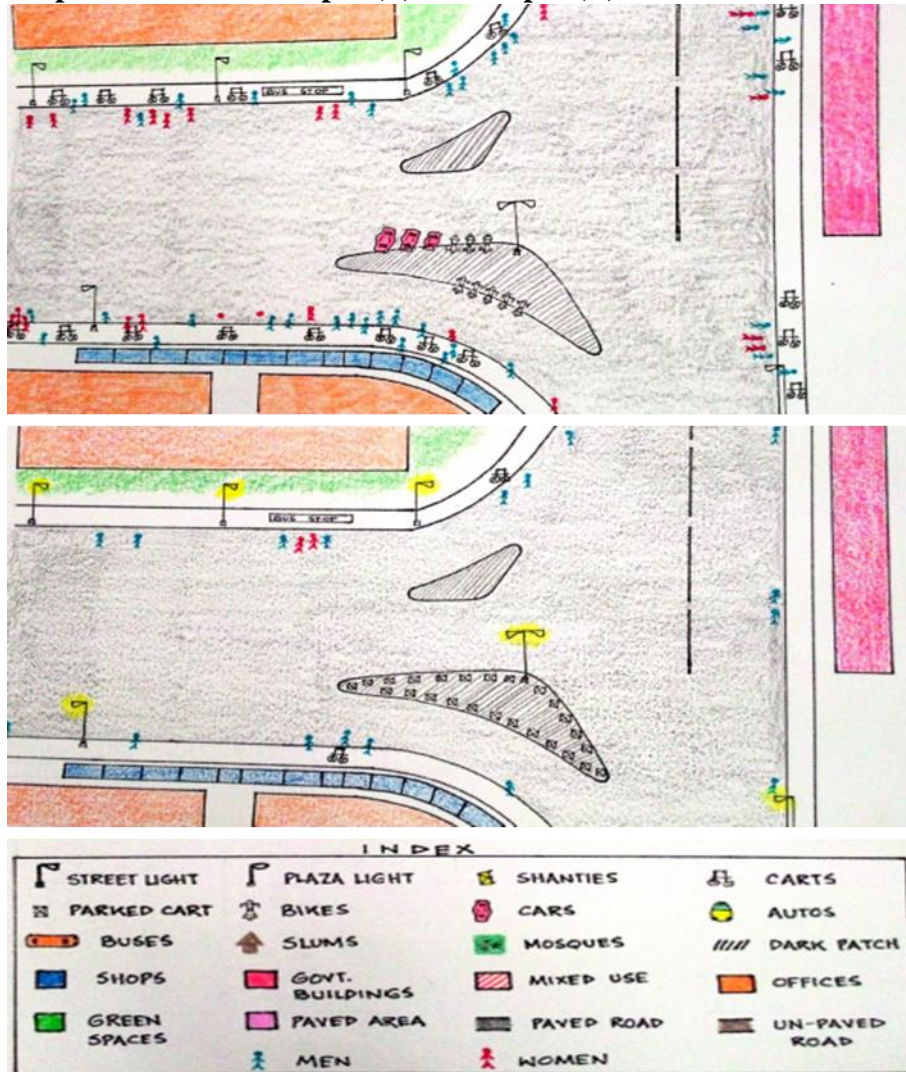 BUS STOP
BUS STOP
INDEX
STREET LIGHT PLAZA LIGHT SHANTIES CARTS
PARKED CART BIKES CARS AUTOS
BUSES SLUMS MOSQUES DARK PATCH
SHOPS GOVT. BUILDINGS MIXED USE OFFICES
GREEN SPACES PAVED AREA PAVED ROAD UN-PAVED ROAD
MEN WOMEN